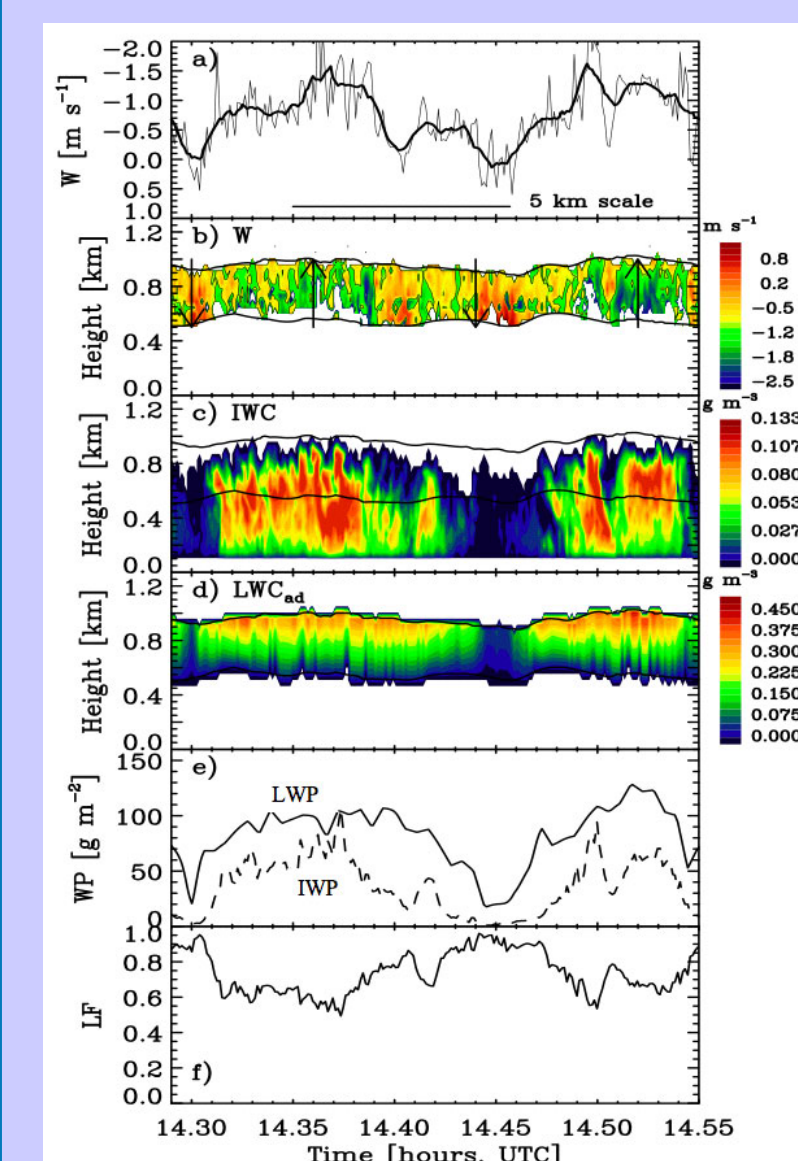 a)
W [m s⁻¹]
−2.0
−1.5
−1.0
−0.5
0.0
0.5
1.0
5 km scale
b) W
Height [km]
1.2
0.8
0.4
0.0
m s⁻¹
0.8
0.2
−0.5
−1.2
−1.8
−2.5
c) IWC
Height [km]
1.2
0.8
0.4
0.0
g m⁻³
0.133
0.107
0.080
0.053
0.027
0.000
d) LWCad
Height [km]
1.2
0.8
0.4
0.0
g m⁻³
0.450
0.375
0.300
0.225
0.150
0.075
0.000
e)
WP [g m⁻²]
150
100
50
0
LWP
IWP
LF
1.0
0.8
0.6
0.4
0.2
0.0
f)
14.30 14.35 14.40 14.45 14.50 14.55
Time [hours, UTC]